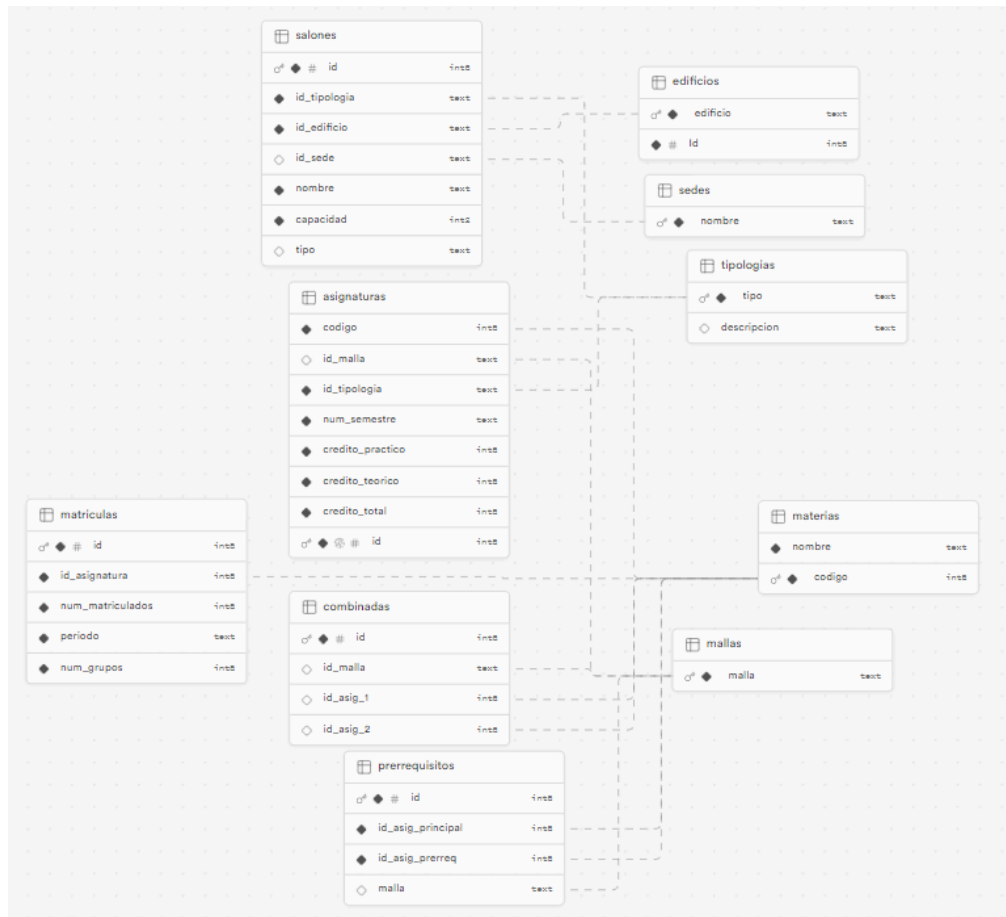 salones
id int8
id_tipologia text
id_edificio text
id_sede text
nombre text
capacidad int2
tipo text
edificios
edificio text
Id int8
sedes
nombre text
tipologias
tipo text
descripcion text
asignaturas
codigo int8
id_malla text
id_tipologia text
num_semestre text
credito_practico int8
credito_teorico int8
credito_total int8
id int8
matriculas
id int8
id_asignatura int8
num_matriculados int8
periodo text
num_grupos int8
materias
nombre text
codigo int8
combinadas
id int8
id_malla text
id_asig_1 int8
id_asig_2 int8
mallas
malla text
prerrequisitos
id int8
id_asig_principal int8
id_asig_prerreq int8
malla text